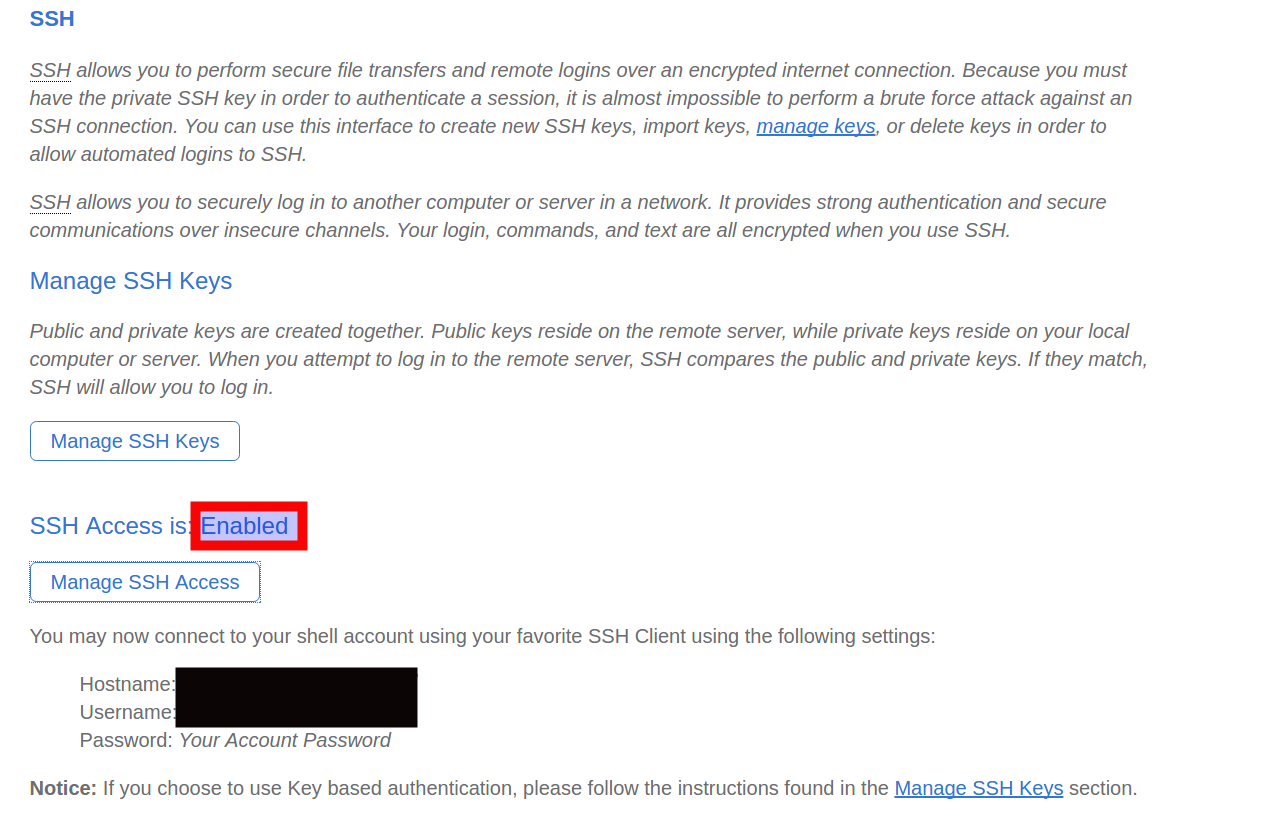 SSH
SSH allows you to perform secure file transfers and remote logins over an encrypted internet connection. Because you must
have the private SSH key in order to authenticate a session, it is almost impossible to perform a brute force attack against an
SSH connection. You can use this interface to create new SSH keys, import keys, manage keys, or delete keys in order to
allow automated logins to SSH.
SSH allows you to securely log in to another computer or server in a network. It provides strong authentication and secure
communications over insecure channels. Your login, commands, and text are all encrypted when you use SSH.
Manage SSH Keys
Public and private keys are created together. Public keys reside on the remote server, while private keys reside on your local
computer or server. When you attempt to log in to the remote server, SSH compares the public and private keys. If they match,
SSH will allow you to log in.
Manage SSH Keys
SSH Access is: Enabled
Manage SSH Access
You may now connect to your shell account using your favorite SSH Client using the following settings:
Hostname:
Username:
Password: Your Account Password
Notice: If you choose to use Key based authentication, please follow the instructions found in the Manage SSH Keys section.